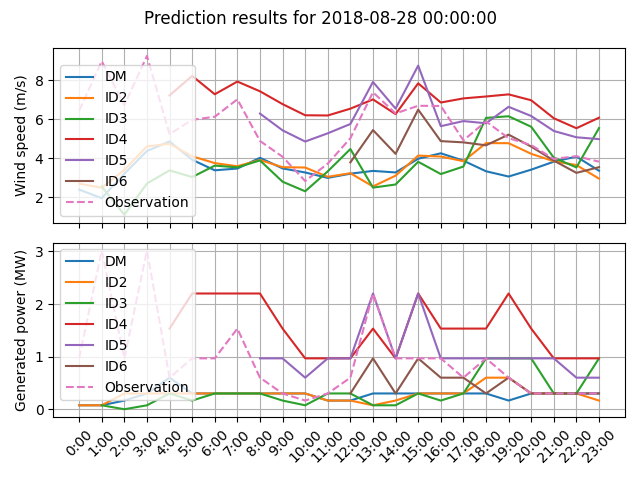 Prediction results for 2018-08-28 00:00:00
Wind speed (m/s)
8
6
4
2
DM
ID2
ID3
ID4
ID5
ID6
Observation
Generated power (MW)
3
2
1
0
DM
ID2
ID3
ID4
ID5
ID6
Observation
0:00 1:00 2:00 3:00 4:00 5:00 6:00 7:00 8:00 9:00 10:00 11:00 12:00 13:00 14:00 15:00 16:00 17:00 18:00 19:00 20:00 21:00 22:00 23:00